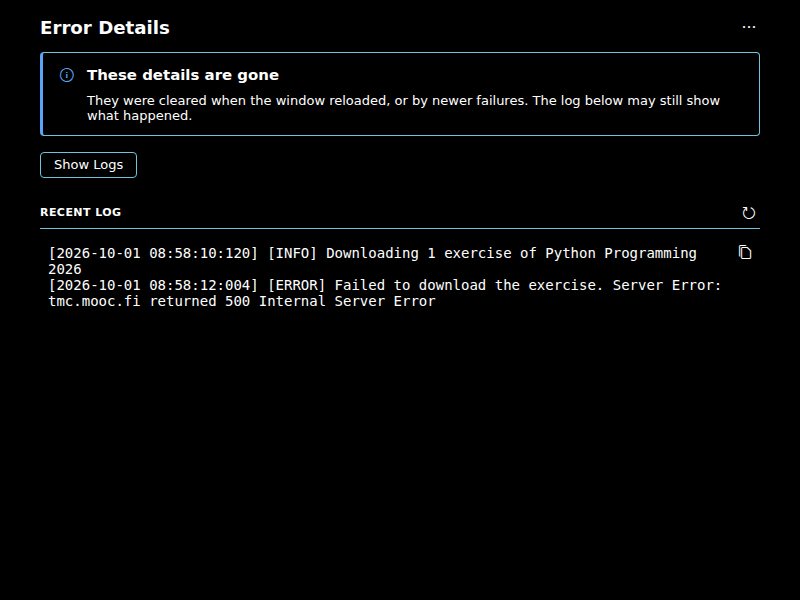 Error Details
These details are gone
They were cleared when the window reloaded, or by newer failures. The log below may still show
what happened.
Show Logs
RECENT LOG
[2026-10-01 08:58:10:120] [INFO] Downloading 1 exercise of Python Programming
2026
[2026-10-01 08:58:12:004] [ERROR] Failed to download the exercise. Server Error:
tmc.mooc.fi returned 500 Internal Server Error